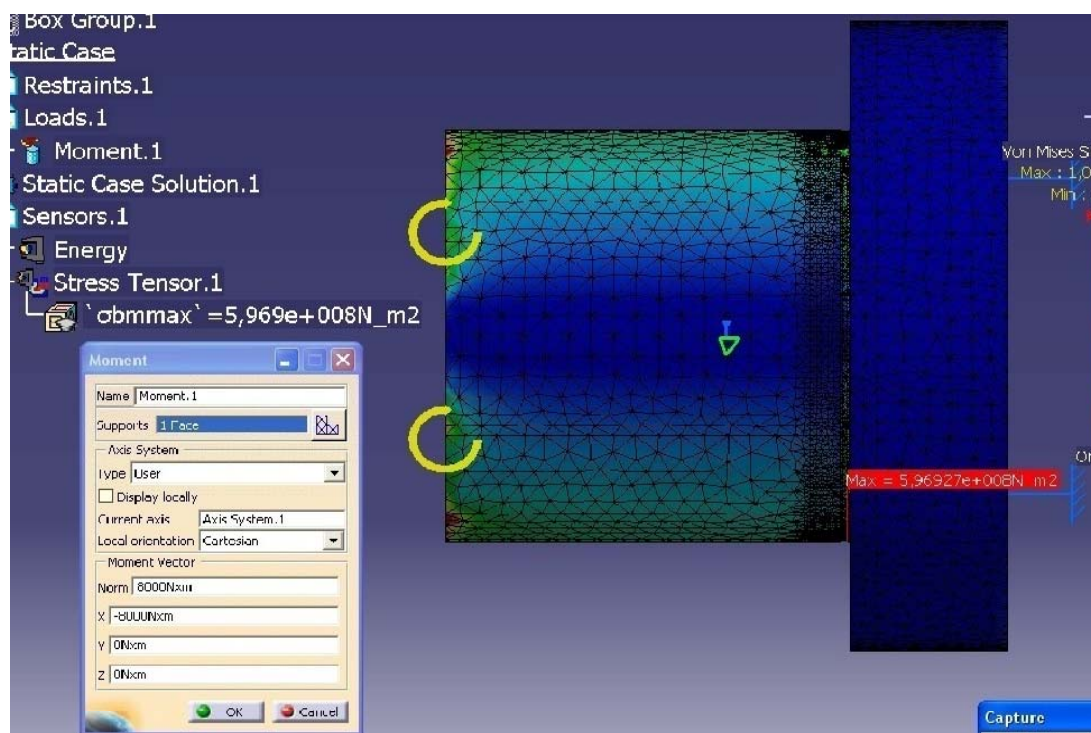 Box Group.1
tatic Case
Restraints.1
Loads.1
Moment.1
Static Case Solution.1
Sensors.1
Energy
Stress Tensor.1
`σbmmax`=5,969e+008N_m2
Von Mises S
Max : 1,0
Min :
Max = 5,96927e+008N_m2
On
Moment
Name Moment.1
Supports 1 Face
Axis System
Type User
Display locally
Current axis Axis System.1
Local orientation Cartesian
Moment Vector
Norm 8000Nxm
X -8000Nxm
Y 0Nxm
Z 0Nxm
OK Cancel
Capture